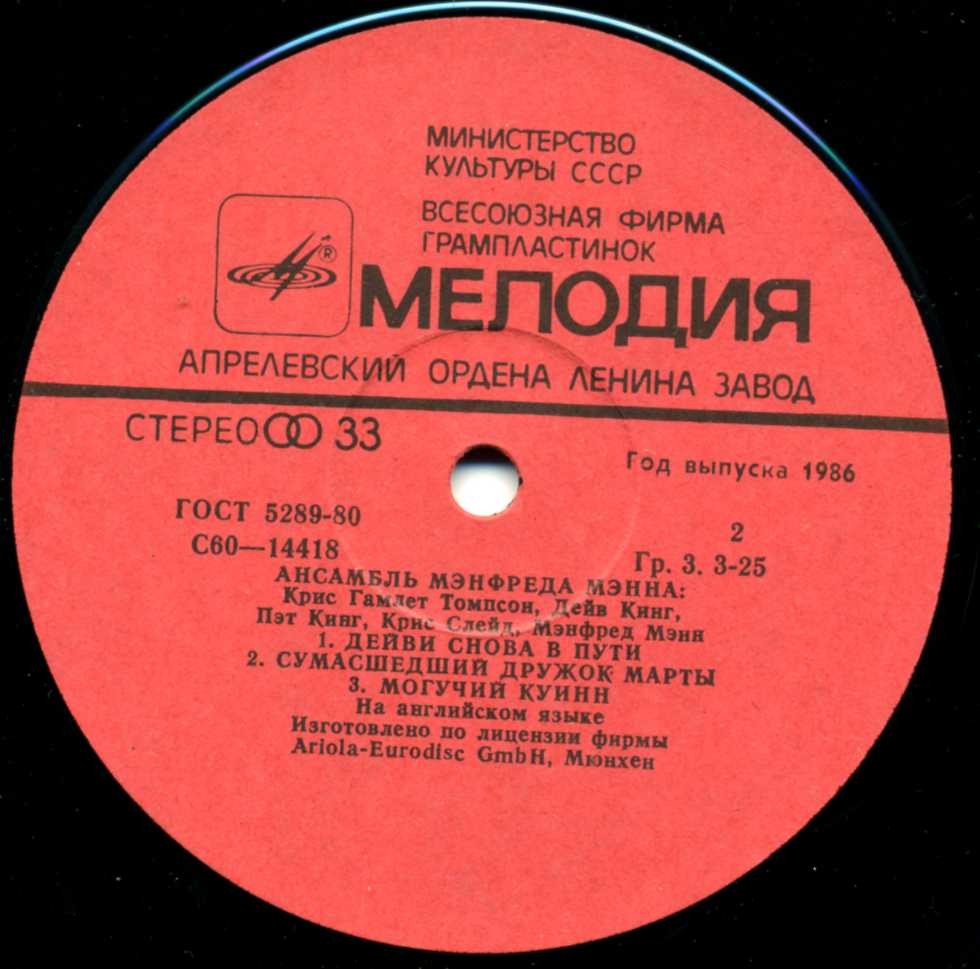 МИНИСТЕРСТВО
КУЛЬТУРЫ СССР
ВСЕСОЮЗНАЯ ФИРМА
ГРАМПЛАСТИНОК
®
МЕЛОДИЯ
АПРЕЛЕВСКИЙ ОРДЕНА ЛЕНИНА ЗАВОД
СТЕРЕО 33
Год выпуска 1986
ГОСТ 5289-80
2
С60—14418
Гр. 3. 3-25
АНСАМБЛЬ МЭНФРЕДА МЭННА:
Крис Гамлет Томпсон, Дейв Кинг,
Пэт Кинг, Крис Слейд, Мэнфред Мэнн
1. ДЕЙВИ СНОВА В ПУТИ
2. СУМАСШЕДШИЙ ДРУЖОК МАРТЫ
3. МОГУЧИЙ КУИНН
На английском языке
Изготовлено по лицензии фирмы
Ariola-Eurodisc GmbH, Мюнхен